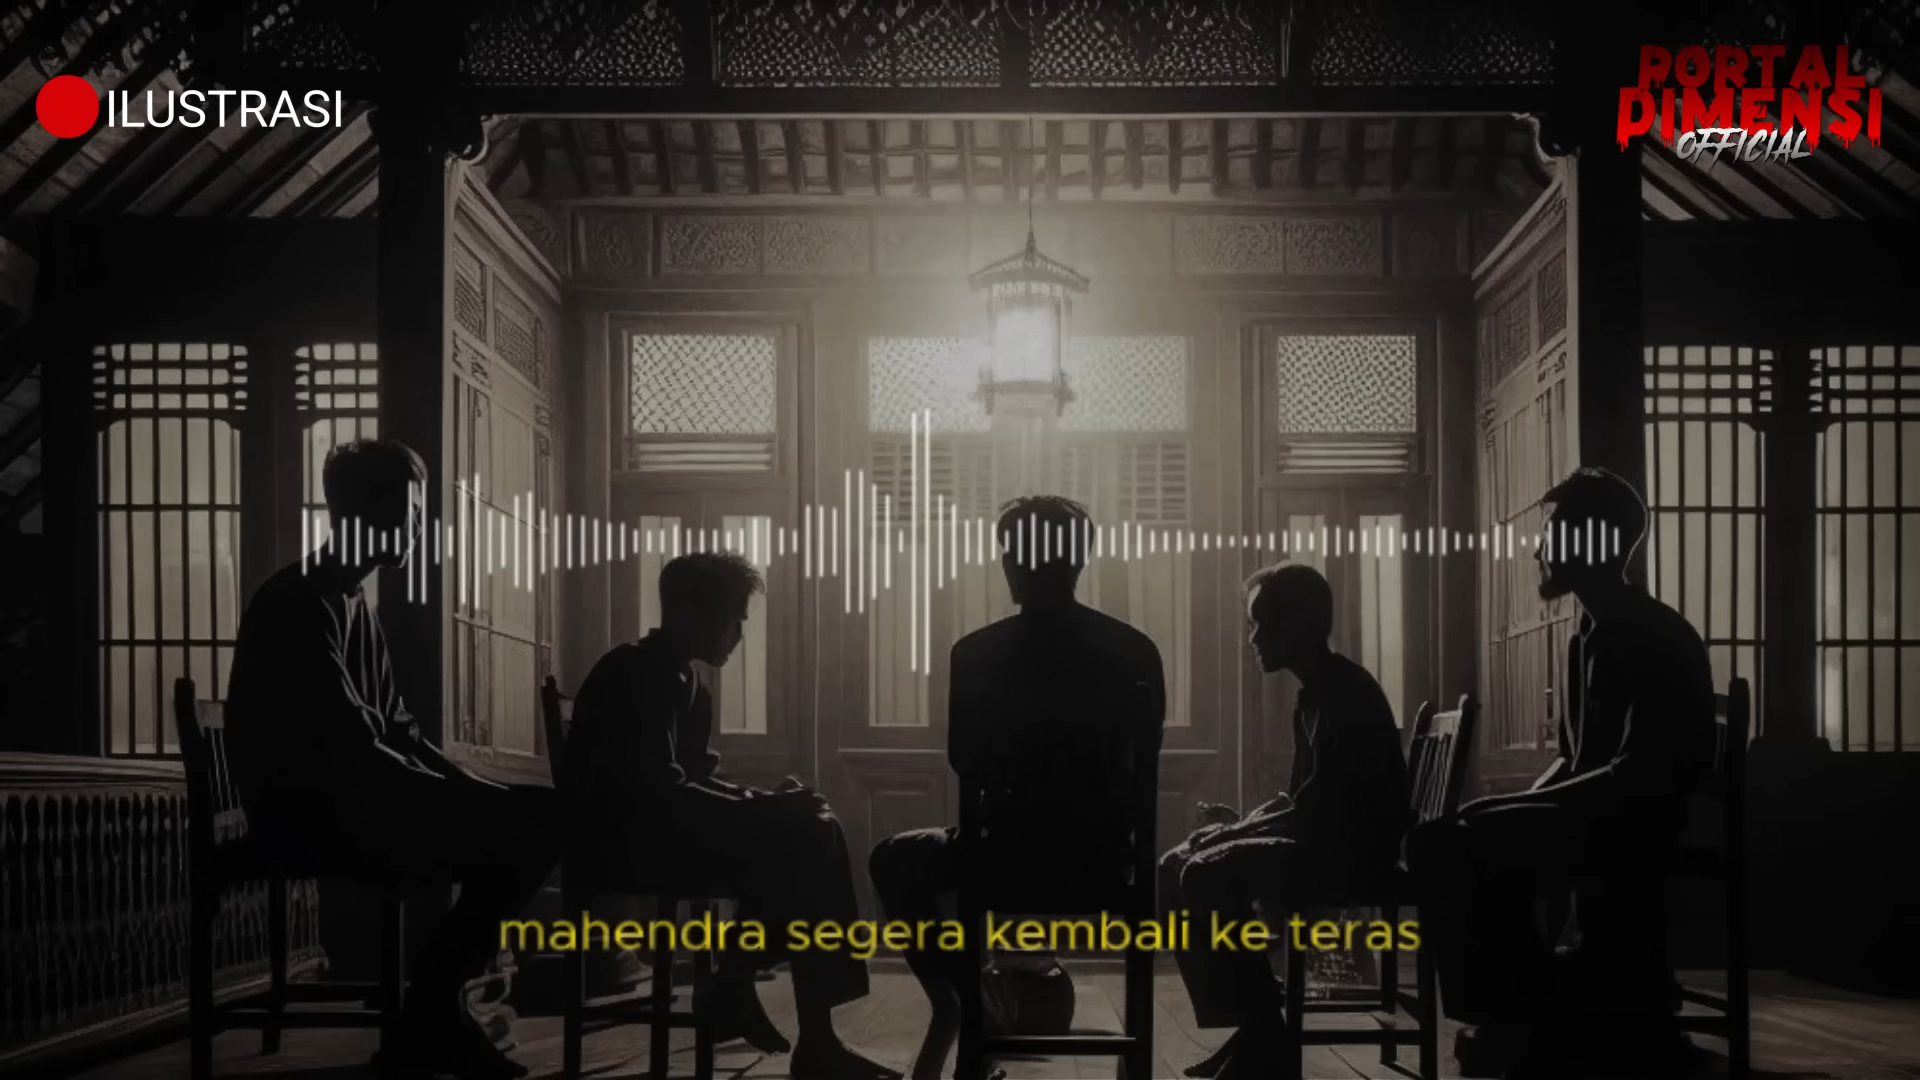 ILUSTRASI
PORTAL
DIMENSI
OFFICIAL
mahendra segera kembali ke teras